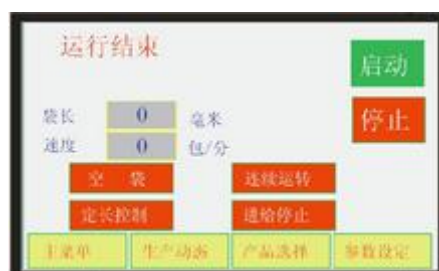 运行结束
启动
袋长 0 毫米
停止
速度 0 包/分
空 袋 连续运转
定长控制 进给停止
主菜单 生产动态 产品选择 参数设定